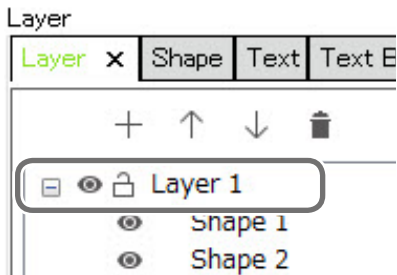 Layer
Layer Shape Text Text B
Layer 1
Shape 1
Shape 2